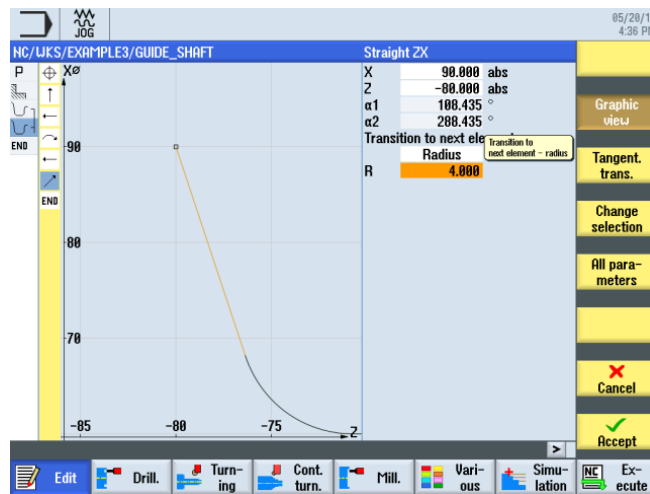 JOG
05/20/1
4:36 P
NC/WKS/EXAMPLE3/GUIDE_SHAFT
Straight ZX
P
END
END
XØ
90
80
70
-85
-80
-75
Z
X 90.000 abs
Z -80.000 abs
α1 108.435 °
α2 288.435 °
Transition to next ele
Transition to
next element - radius
Radius
R 4.000
Graphic
view
Tangent.
trans.
Change
selection
All para-
meters
Cancel
Accept
>
Edit
Drill.
Turn-
ing
Cont.
turn.
Mill.
Vari-
ous
Simu-
lation
NC
Ex-
ecute